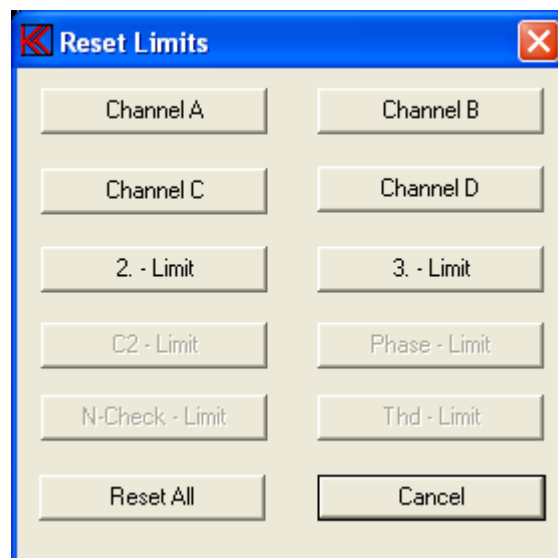 Reset Limits
Channel A
Channel B
Channel C
Channel D
2. - Limit
3. - Limit
C2 - Limit
Phase - Limit
N-Check - Limit
Thd - Limit
Reset All
Cancel